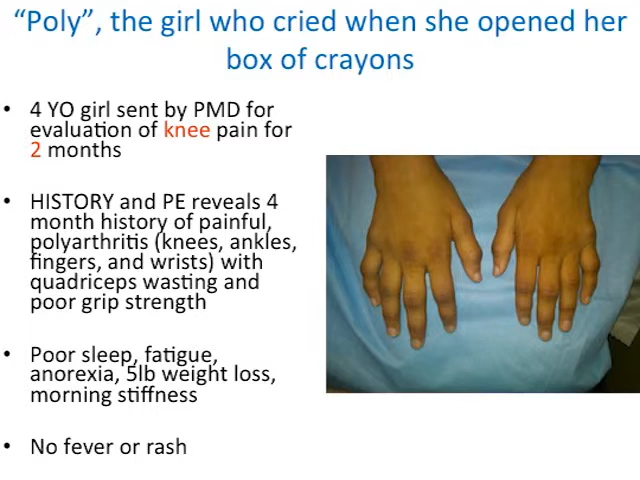 “Poly”, the girl who cried when she opened her
box of crayons
• 4 YO girl sent by PMD for
evaluation of knee pain for
2 months
• HISTORY and PE reveals 4
month history of painful,
polyarthritis (knees, ankles,
fingers, and wrists) with
quadriceps wasting and
poor grip strength
• Poor sleep, fatigue,
anorexia, 5lb weight loss,
morning stiffness
• No fever or rash